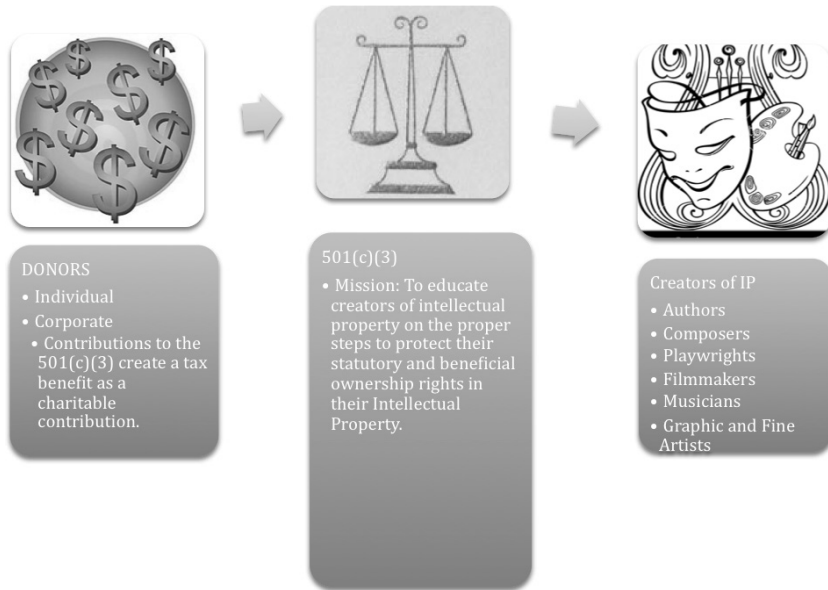 DONORS
• Individual
• Corporate
• Contributions to the
501(c)(3) create a tax
benefit as a
charitable
contribution.
501(c)(3)
• Mission: To educate
creators of intellectual
property on the proper
steps to protect their
statutory and beneficial
ownership rights in
their Intellectual
Property.
Creators of IP
• Authors
• Composers
• Playwrights
• Filmmakers
• Musicians
• Graphic and Fine
Artists